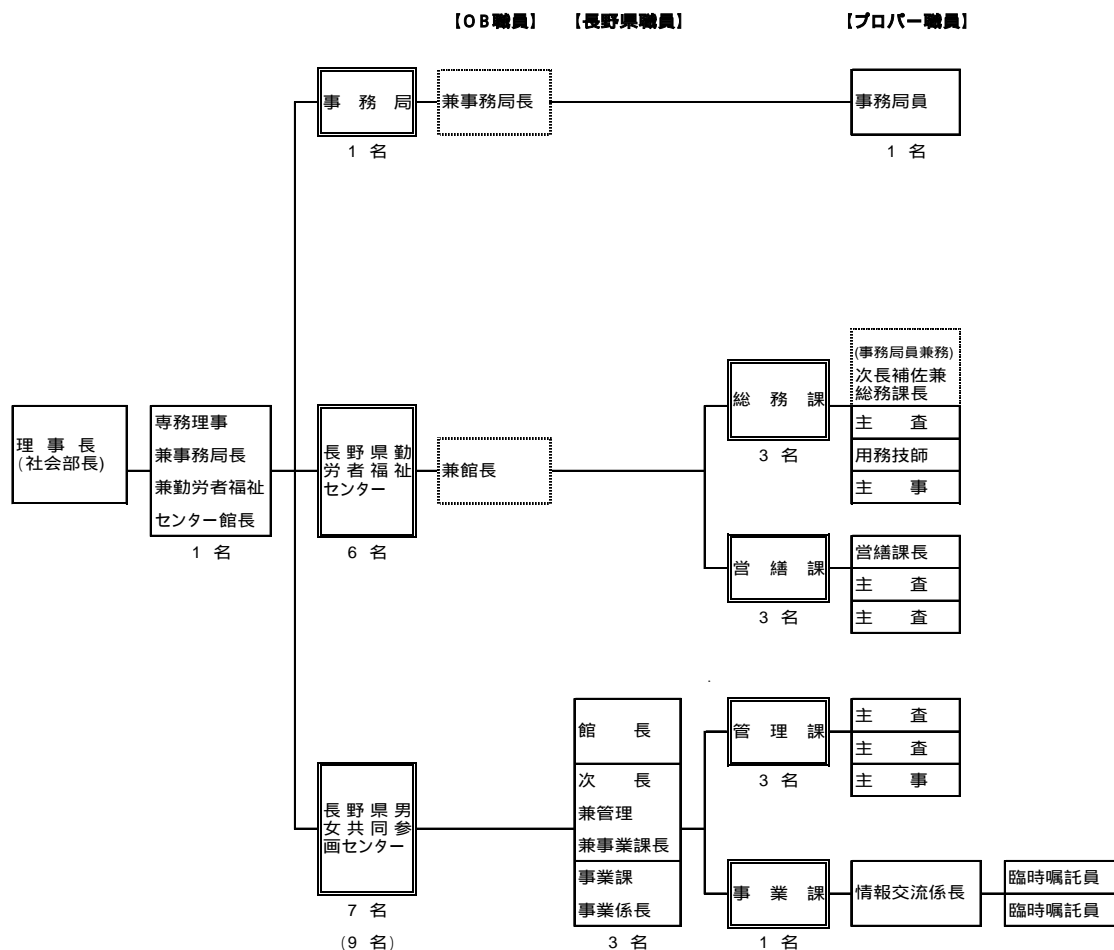 【OB職員】 【長野県職員】 【プロパー職員】
事務局
1 名
兼事務局長
事務局員
1 名
理事長
(社会部長)
専務理事
兼事務局長
兼勤労者福祉
センター館長
1 名
長野県勤
労者福祉
センター
6 名
兼館長
総務課
3 名
(事務局員兼務)
次長補佐兼
総務課長
主査
用務技師
主事
営繕課
3 名
営繕課長
主査
主査
長野県男
女共同参
画センター
7 名
(9 名)
館長
次長
兼管理
兼事業課長
事業課
事業係長
3 名
管理課
3 名
主査
主査
主事
事業課
1 名
情報交流係長
臨時嘱託員
臨時嘱託員